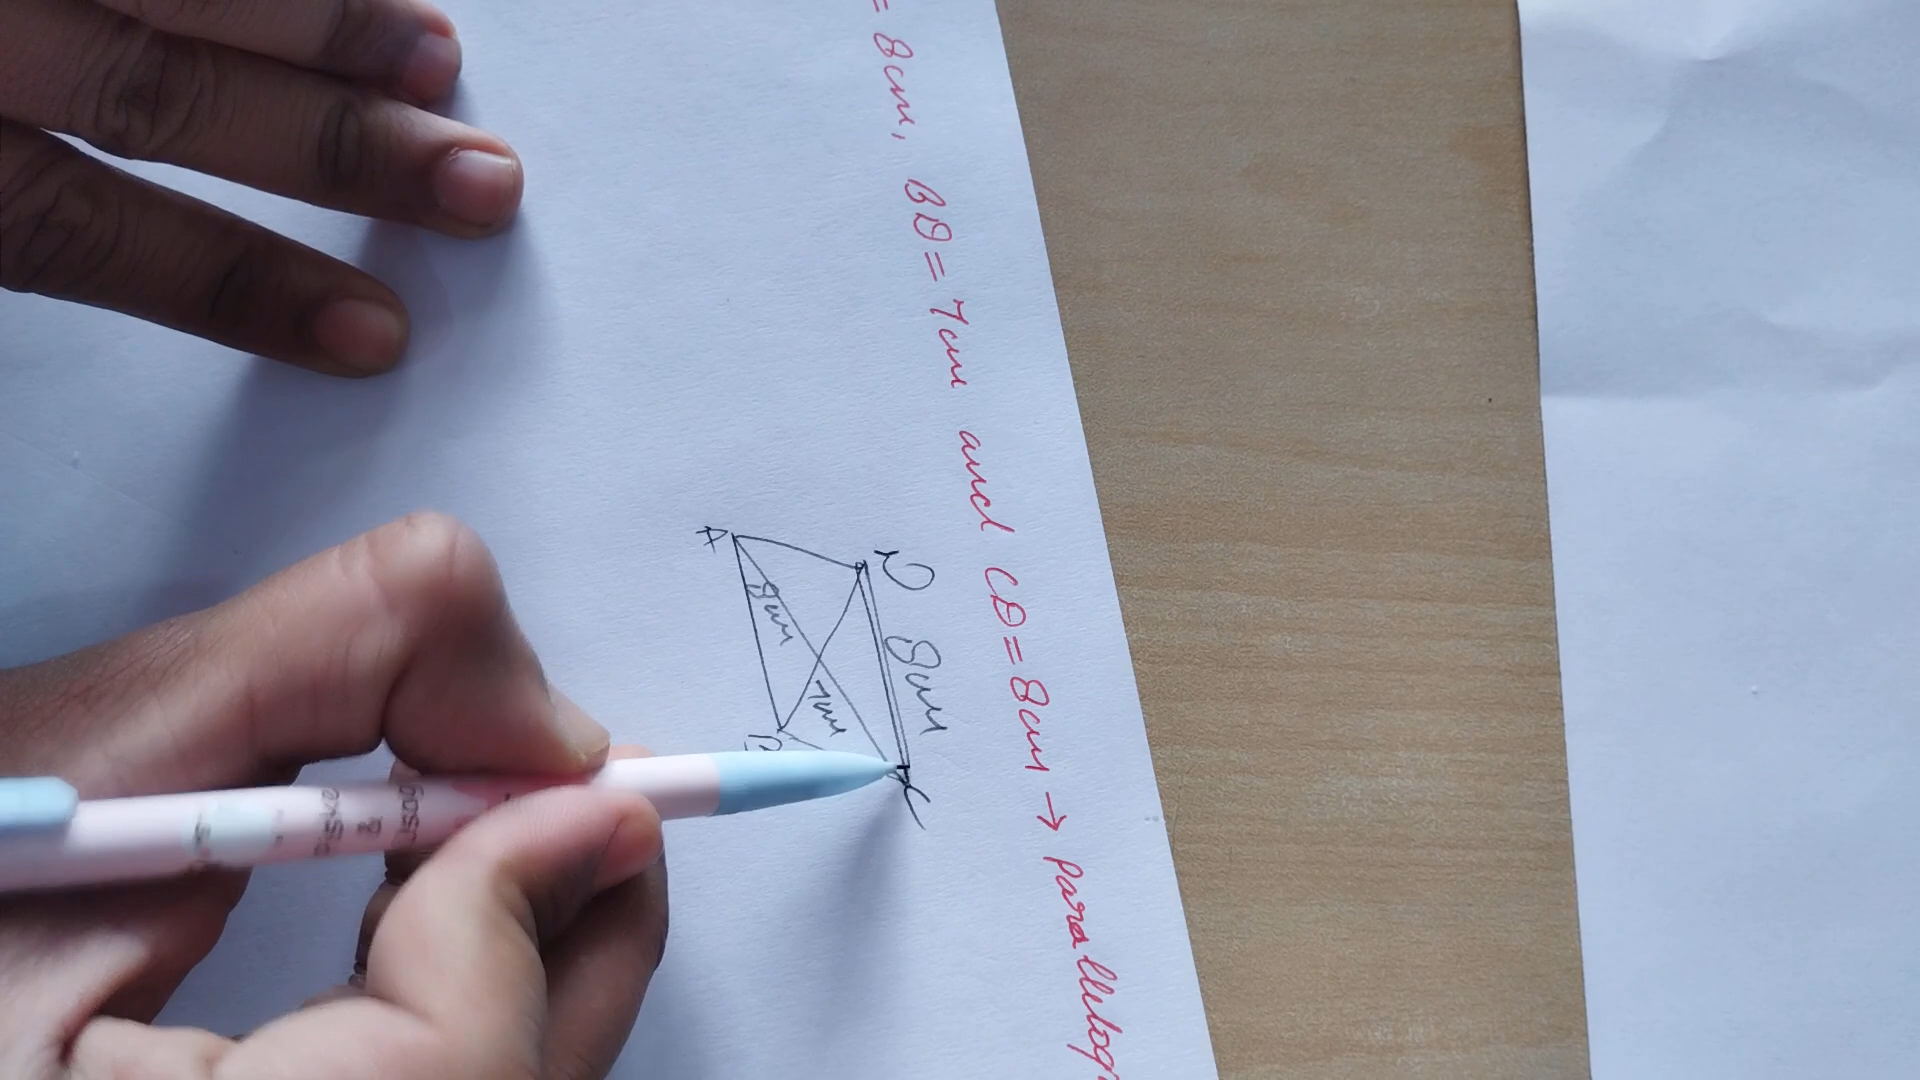 = 8cm, BD = 7cm and CD = 8cm → Parallelog
A
D
8cm
8cm
7cm
B
C
&